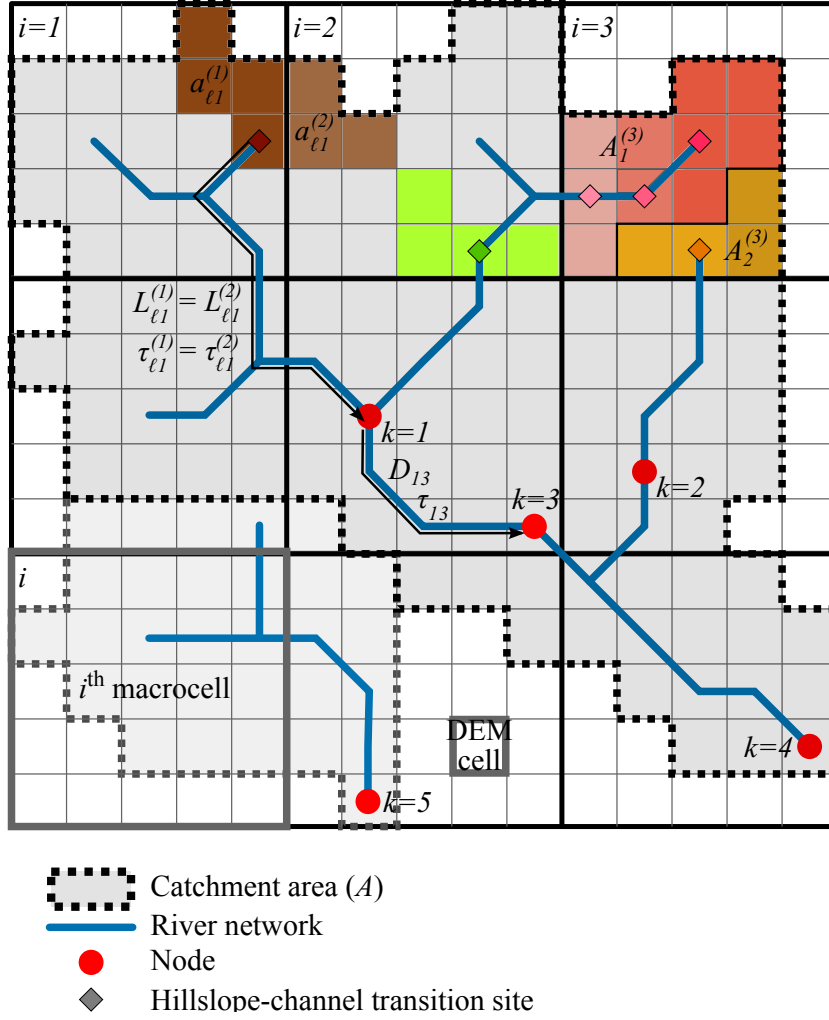 i=1
i=2
i=3
a_{ℓ1}^{(1)}
a_{ℓ1}^{(2)}
A_1^{(3)}
A_2^{(3)}
L_{ℓ1}^{(1)} = L_{ℓ1}^{(2)}
τ_{ℓ1}^{(1)} = τ_{ℓ1}^{(2)}
k=1
D_{13}
τ_{13}
k=3
k=2
i
i^{th} macrocell
DEM
cell
k=4
k=5
Catchment area (A)
River network
Node
Hillslope-channel transition site